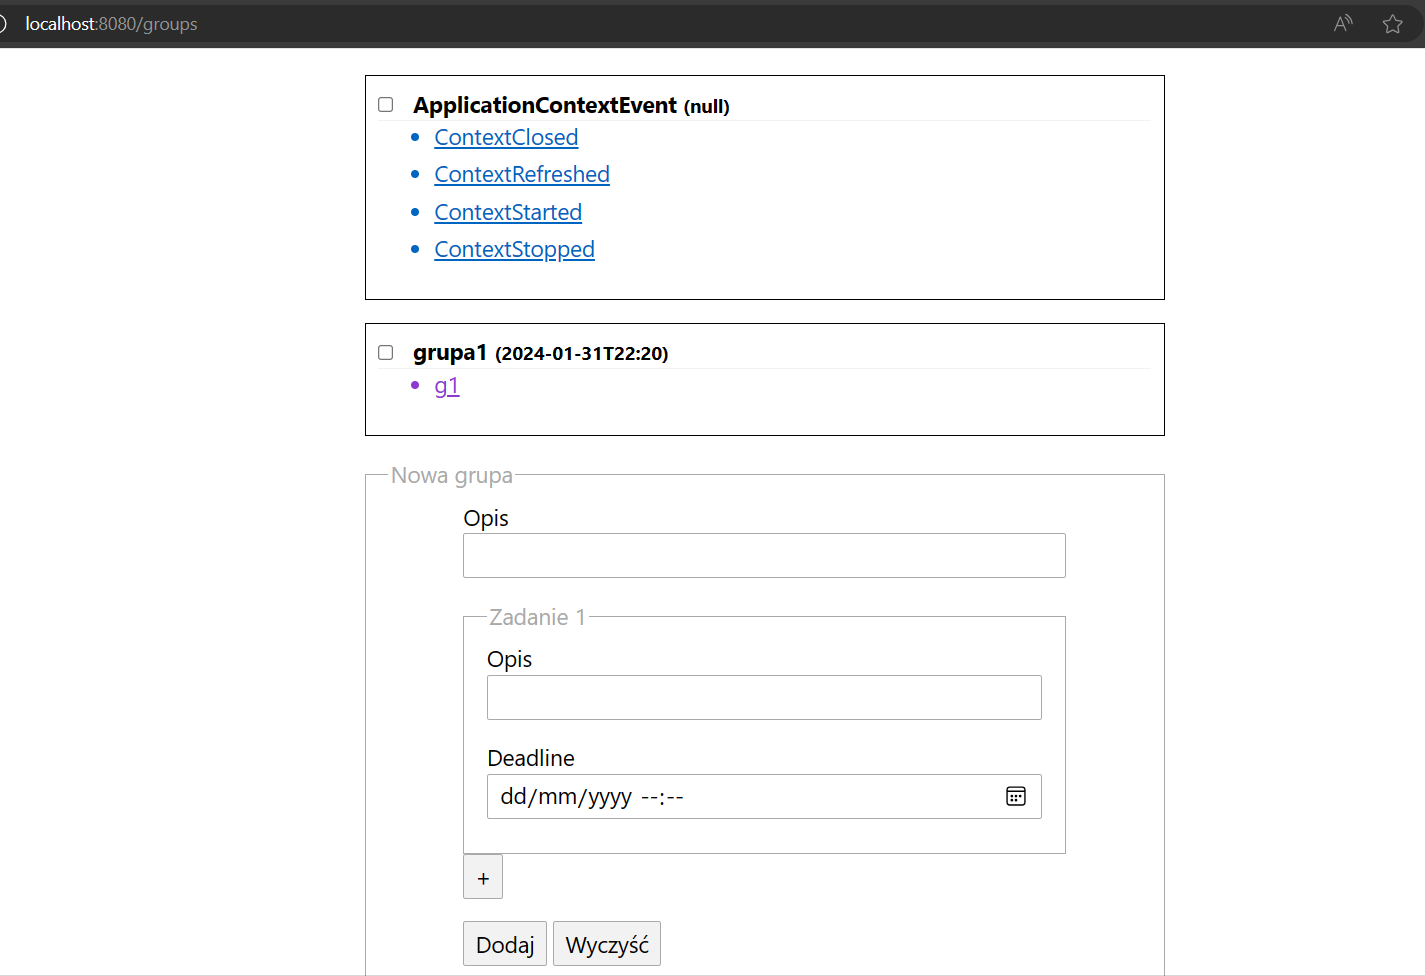 localhost:8080/groups
ApplicationContextEvent (null)
ContextClosed
ContextRefreshed
ContextStarted
ContextStopped
grupa1 (2024-01-31T22:20)
g1
Nowa grupa
Opis
Zadanie 1
Opis
Deadline
dd/mm/yyyy --:--
+
Dodaj Wyczyść